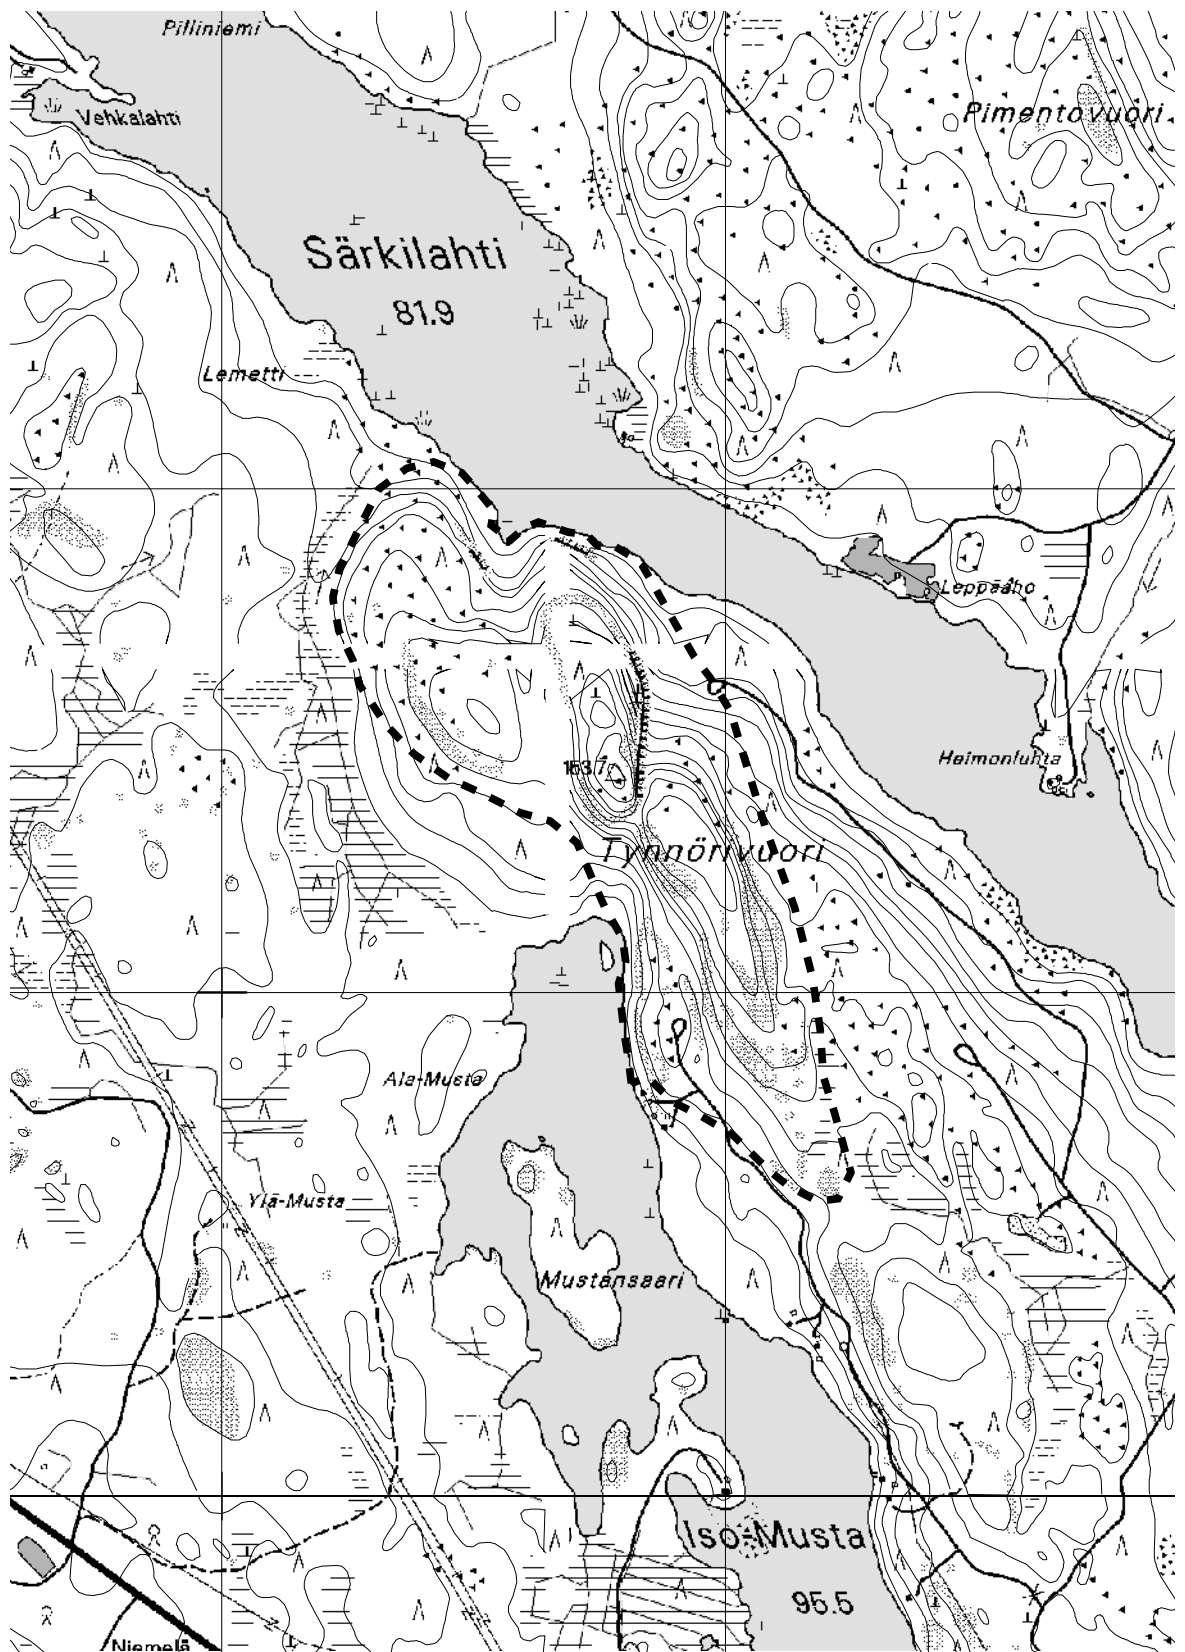 Pilliniemi
Vehkalahti
Pimentovuori
Särkilahti
81.9
Lemetti
Leppäaho
Heimonluhta
153.7
Tynnörivuori
Ala-Musta
Ylä-Musta
Mustansaari
Iso-Musta
95.5
Niemelä